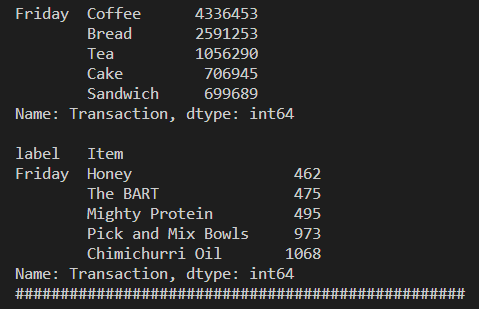 Friday  Coffee      4336453
        Bread       2591253
        Tea         1056290
        Cake         706945
        Sandwich     699689
Name: Transaction, dtype: int64

label   Item
Friday  Honey                  462
        The BART               475
        Mighty Protein         495
        Pick and Mix Bowls     973
        Chimichurri Oil       1068
Name: Transaction, dtype: int64
##################################################